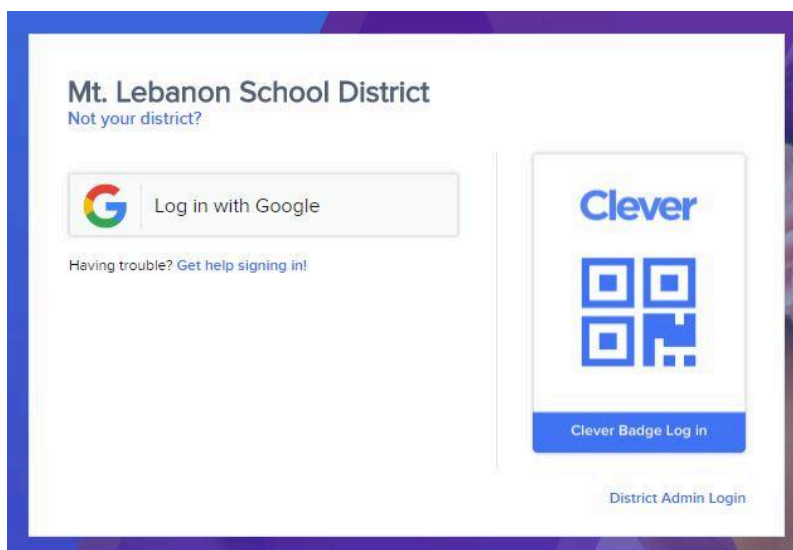 Mt. Lebanon School District
Not your district?
Log in with Google
Having trouble? Get help signing in!
Clever
Clever Badge Log in
District Admin Login